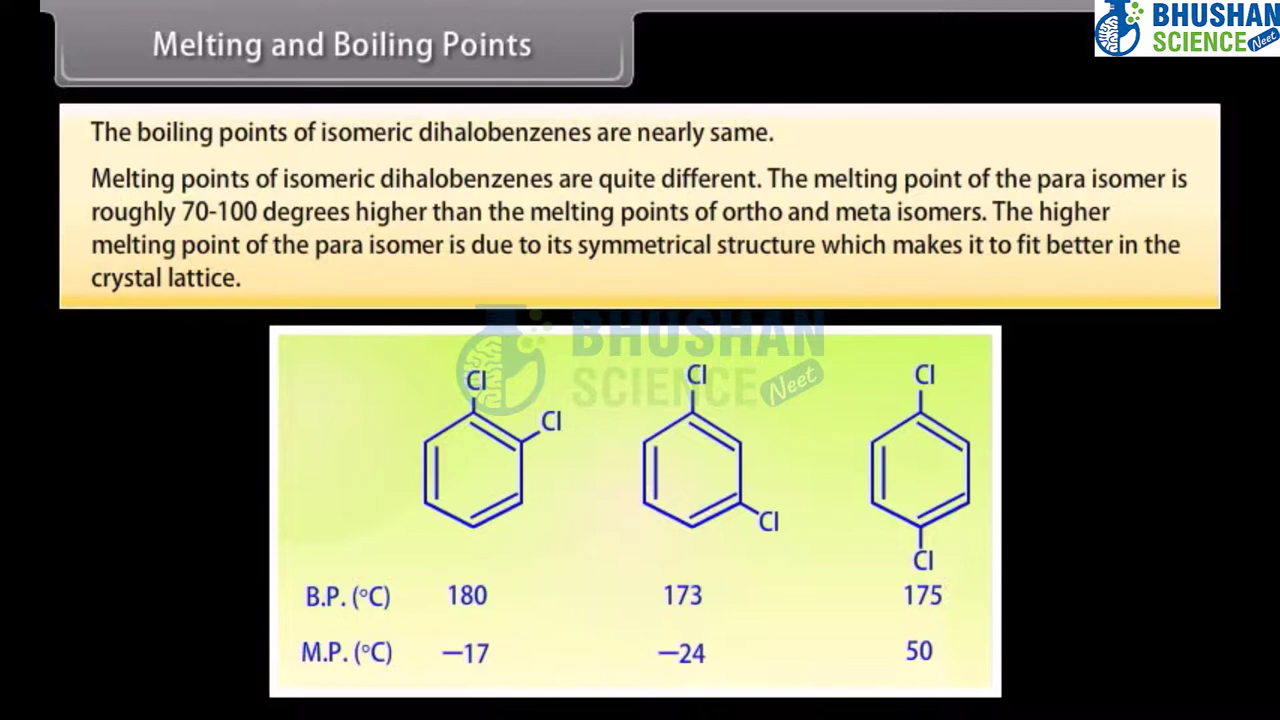 Melting and Boiling Points
BHUSHAN
SCIENCE Neet
The boiling points of isomeric dihalobenzenes are nearly same.
Melting points of isomeric dihalobenzenes are quite different. The melting point of the para isomer is
roughly 70-100 degrees higher than the melting points of ortho and meta isomers. The higher
melting point of the para isomer is due to its symmetrical structure which makes it to fit better in the
crystal lattice.
BHUSHAN
SCIENCE Neet
Cl Cl Cl
Cl
Cl
Cl
B.P. (°C) 180 173 175
M.P. (°C) −17 −24 50